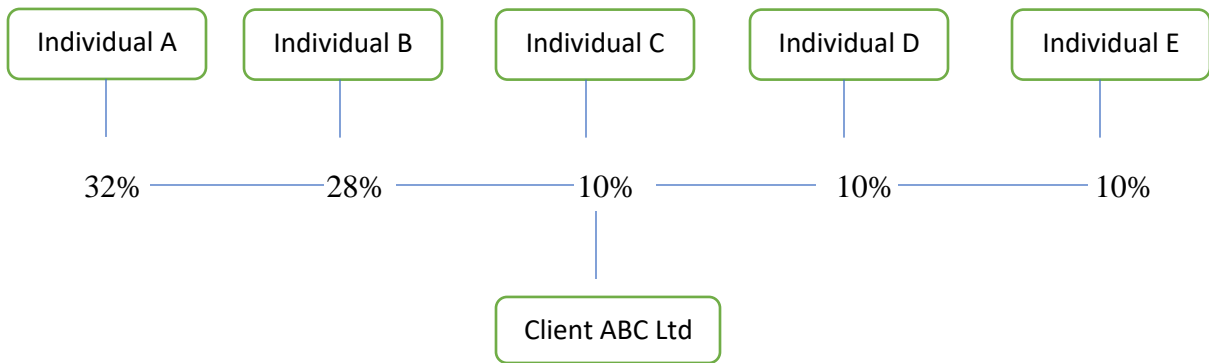 Individual A Individual B Individual C Individual D Individual E
32% 28% 10% 10% 10%
Client ABC Ltd